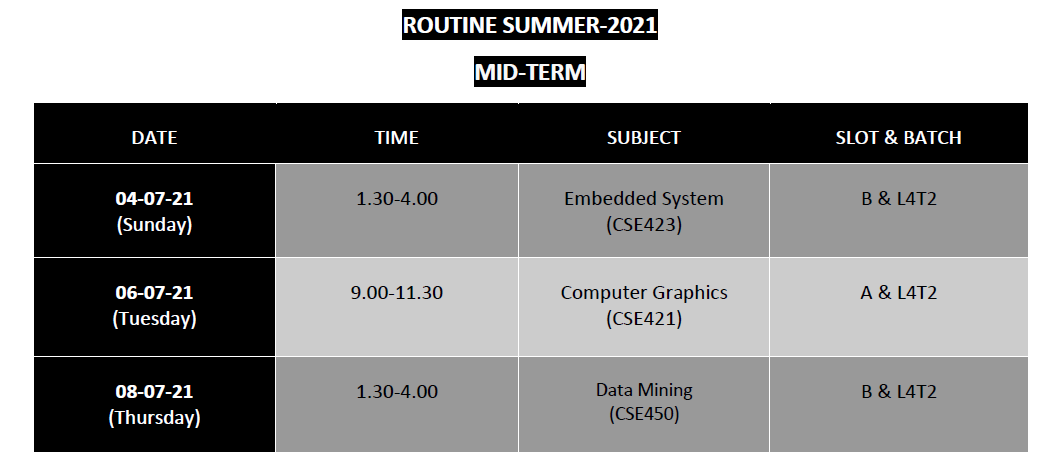 ROUTINE SUMMER-2021
MID-TERM
DATE TIME SUBJECT SLOT & BATCH
04-07-21 1.30-4.00 Embedded System B & L4T2
(Sunday) (CSE423)
06-07-21 9.00-11.30 Computer Graphics A & L4T2
(Tuesday) (CSE421)
08-07-21 1.30-4.00 Data Mining B & L4T2
(Thursday) (CSE450)